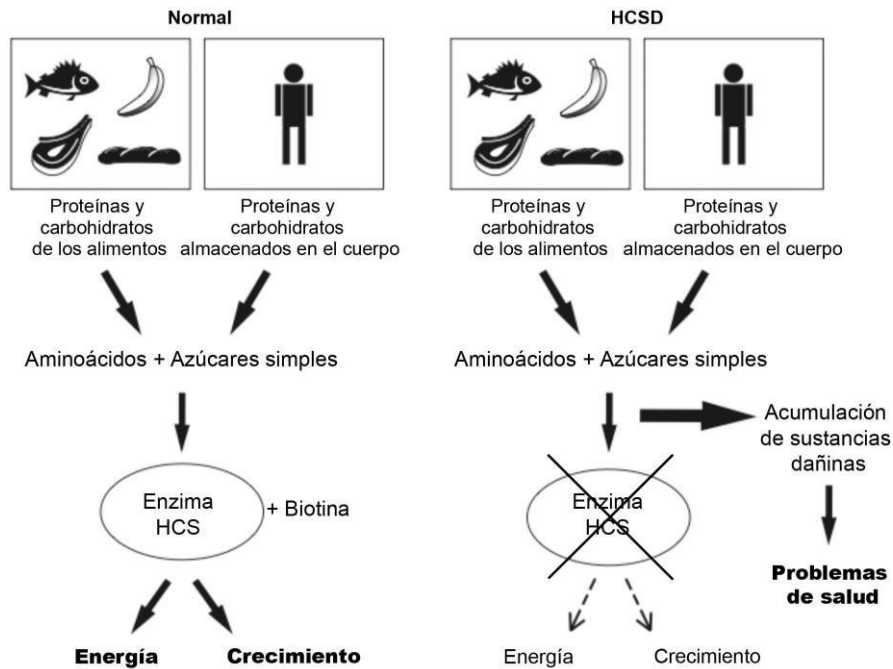 Normal
Proteínas y
carbohidratos
de los alimentos
Proteínas y
carbohidratos
almacenados en el cuerpo
Aminoácidos + Azúcares simples
Enzima
HCS
+ Biotina
Energía
Crecimiento
HCSD
Proteínas y
carbohidratos
de los alimentos
Proteínas y
carbohidratos
almacenados en el cuerpo
Aminoácidos + Azúcares simples
Acumulación
de sustancias
dañinas
Enzima
HCS
Problemas
de salud
Energía
Crecimiento